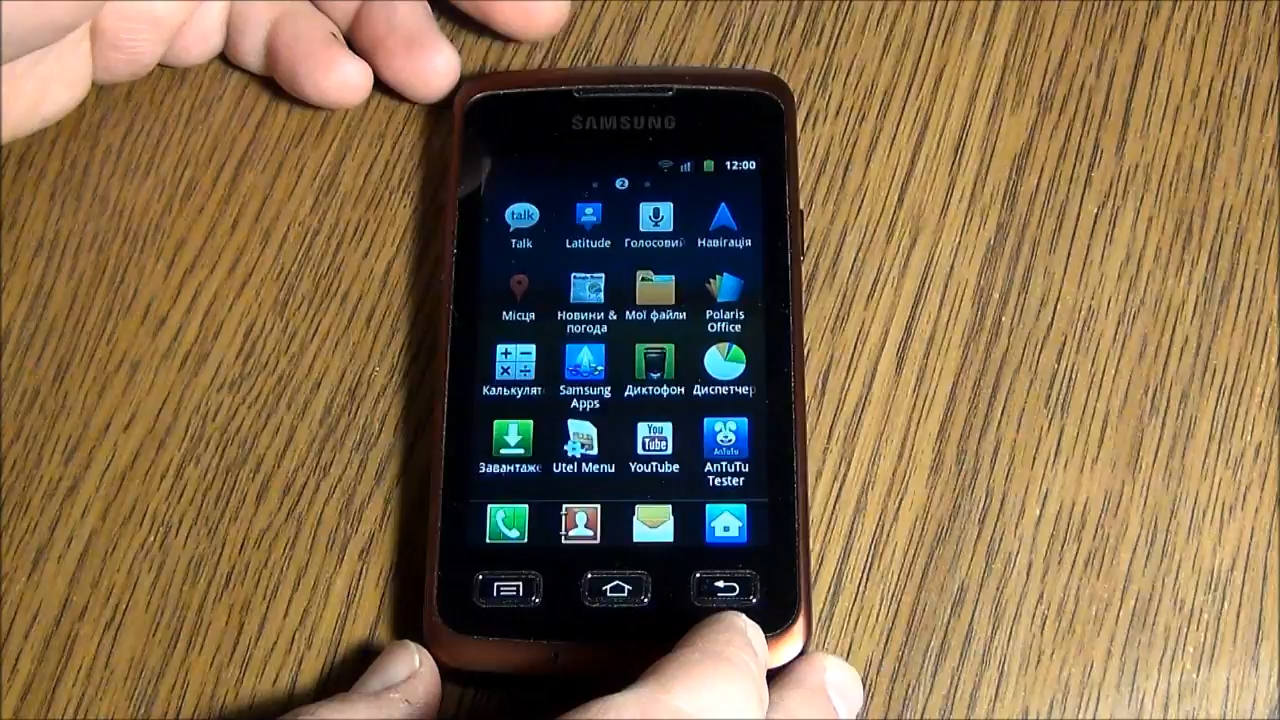 SAMSUNG
12:00
2
talk
Talk
Latitude
Голосовий
Навігація
Місця
Новини &
погода
Мої файли
Polaris
Office
Калькулят
Samsung
Apps
Диктофон
Диспетчер
You
Tube
AnTuTu
Завантаже
Utel Menu
YouTube
AnTuTu
Tester